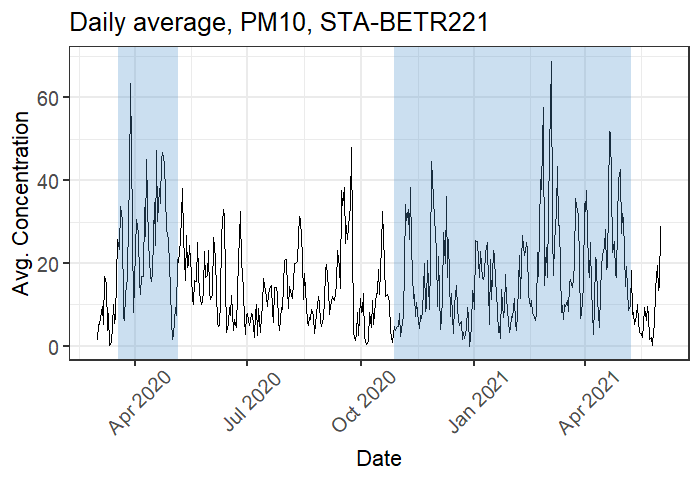 Daily average, PM10, STA-BETR221
Avg. Concentration
60
40
20
0
Apr 2020
Jul 2020
Oct 2020
Jan 2021
Apr 2021
Date